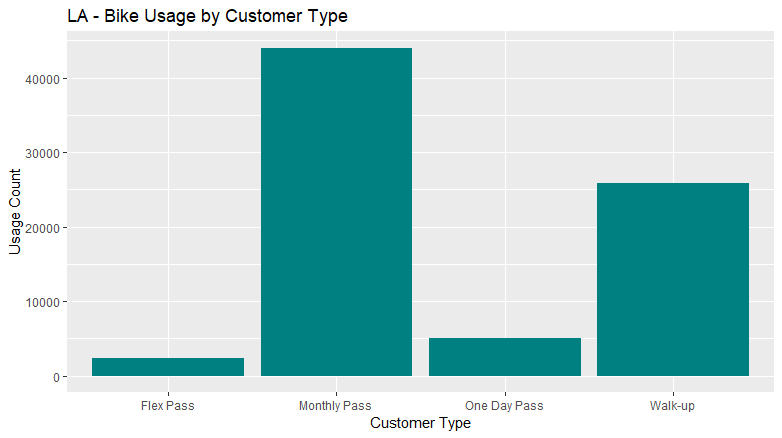 LA - Bike Usage by Customer Type
Usage Count
40000
30000
20000
10000
0
Flex Pass
Monthly Pass
One Day Pass
Walk-up
Customer Type